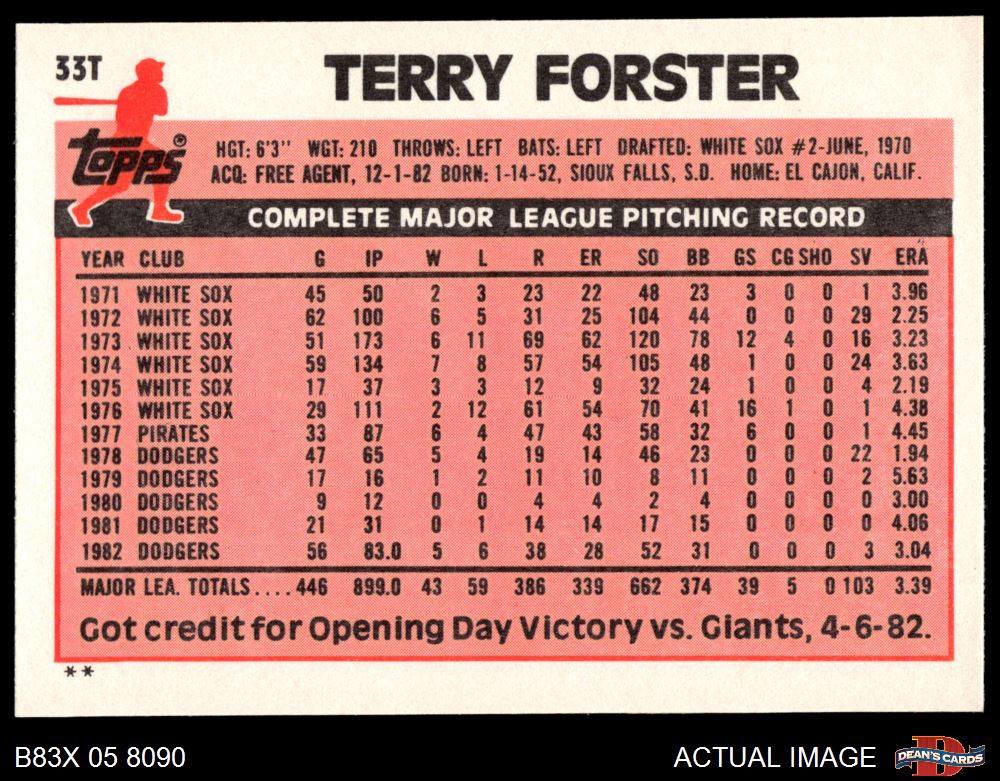 33T
TERRY FORSTER
topps®
HGT: 6'3" WGT: 210 THROWS: LEFT BATS: LEFT DRAFTED: WHITE SOX #2-JUNE, 1970
ACQ: FREE AGENT, 12-1-82 BORN: 1-14-52, SIOUX FALLS, S.D. HOME: EL CAJON, CALIF.
COMPLETE MAJOR LEAGUE PITCHING RECORD
YEAR CLUB G IP W L R ER SO BB GS CG SHO SV ERA
1971 WHITE SOX 45 50 2 3 23 22 48 23 3 0 0 1 3.96
1972 WHITE SOX 62 100 6 5 31 25 104 44 0 0 0 29 2.25
1973 WHITE SOX 51 173 6 11 69 62 120 78 12 4 0 16 3.23
1974 WHITE SOX 59 134 7 8 57 54 105 48 1 0 0 24 3.63
1975 WHITE SOX 17 37 3 3 12 9 32 24 1 0 0 4 2.19
1976 WHITE SOX 29 111 2 12 61 54 70 41 16 1 0 1 4.38
1977 PIRATES 33 87 6 4 47 43 58 32 6 0 0 1 4.45
1978 DODGERS 47 65 5 4 19 14 46 23 0 0 0 22 1.94
1979 DODGERS 17 16 1 2 11 10 8 11 0 0 0 2 5.63
1980 DODGERS 9 12 0 0 4 4 2 4 0 0 0 0 3.00
1981 DODGERS 21 31 0 1 14 14 17 15 0 0 0 0 4.06
1982 DODGERS 56 83.0 5 6 38 28 52 31 0 0 0 3 3.04
MAJOR LEA. TOTALS....446 899.0 43 59 386 339 662 374 39 5 0 103 3.39
Got credit for Opening Day Victory vs. Giants, 4-6-82.
**
B83X 05 8090
ACTUAL IMAGE
D
DEAN'S CARDS